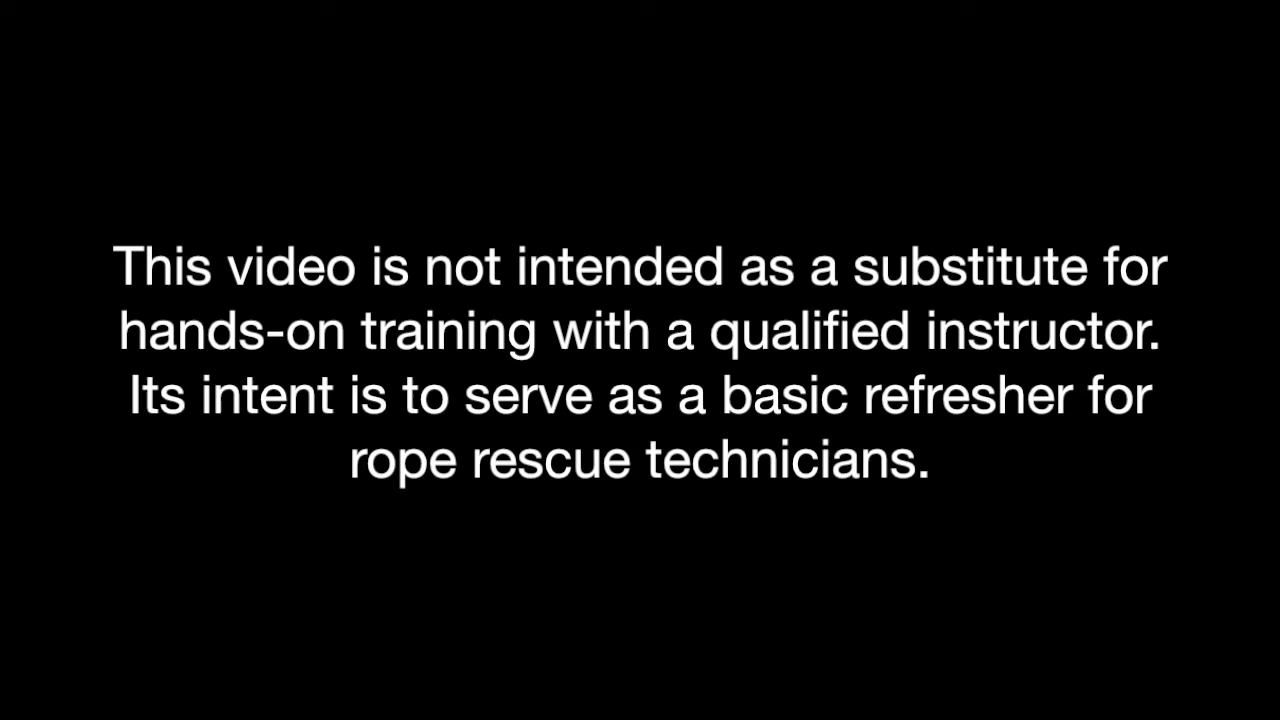 This video is not intended as a substitute for
hands-on training with a qualified instructor.
Its intent is to serve as a basic refresher for
rope rescue technicians.